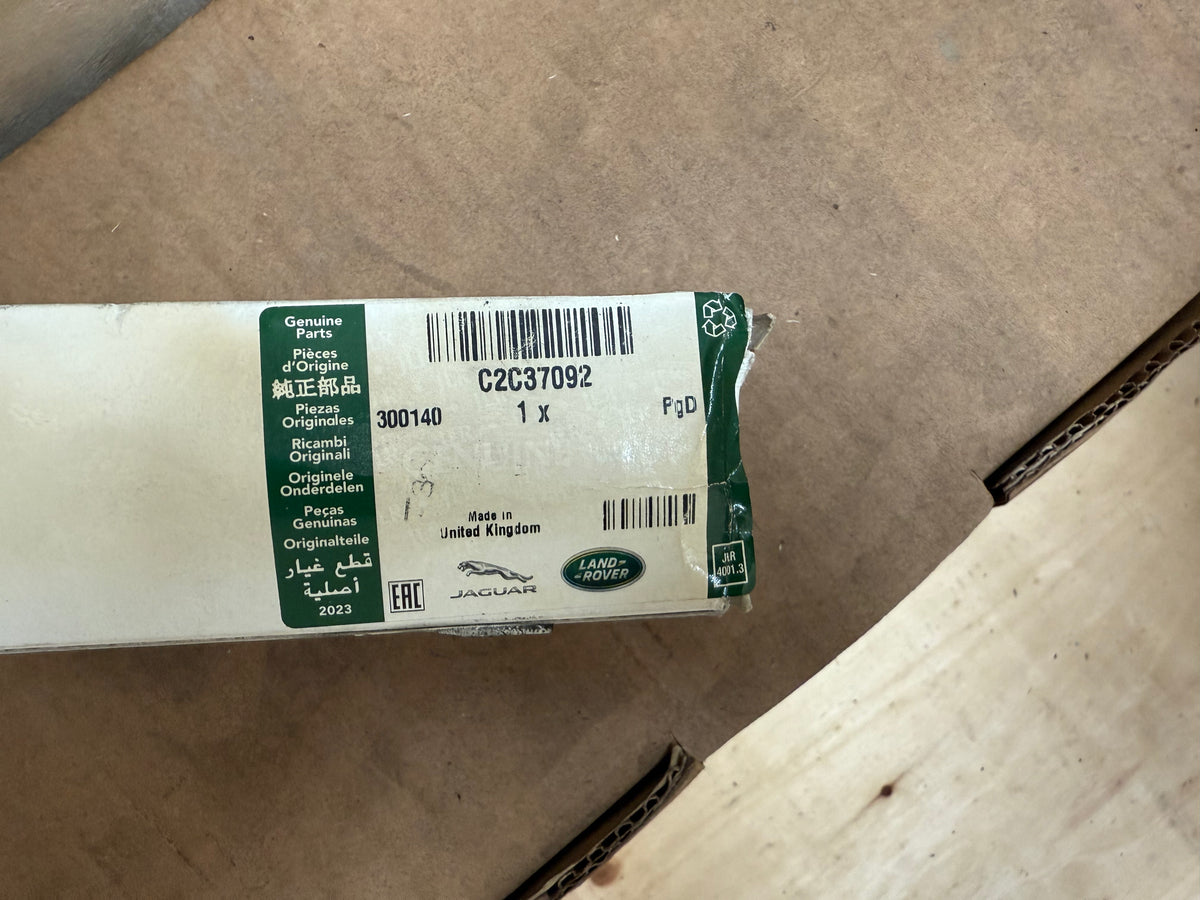 Genuine
Parts
Pièces
d'Origine
純正部品
Piezas
Originales
Ricambi
Originali
Originele
Onderdelen
Peças
Genuínas
Originalteile
قطع غيار
أصلية
2023
C2C37092
300140
1 x
PgD
Made in
United Kingdom
EAC
JAGUAR
LAND-
-ROVER
JLR
4001.3